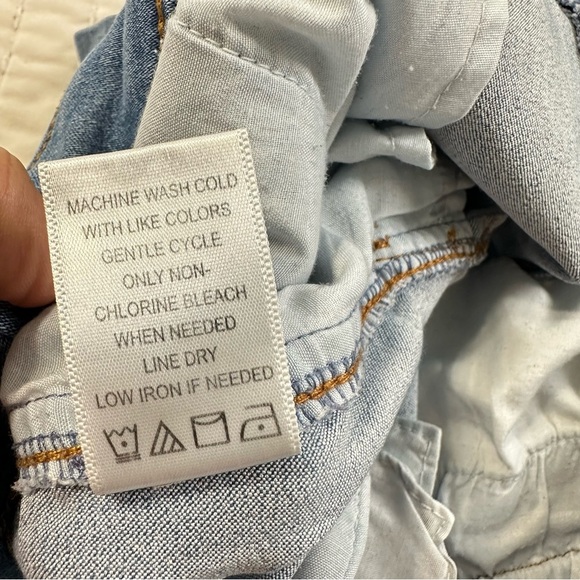 MACHINE WASH COLD
WITH LIKE COLORS
GENTLE CYCLE
ONLY NON-
CHLORINE BLEACH
WHEN NEEDED
LINE DRY
LOW IRON IF NEEDED